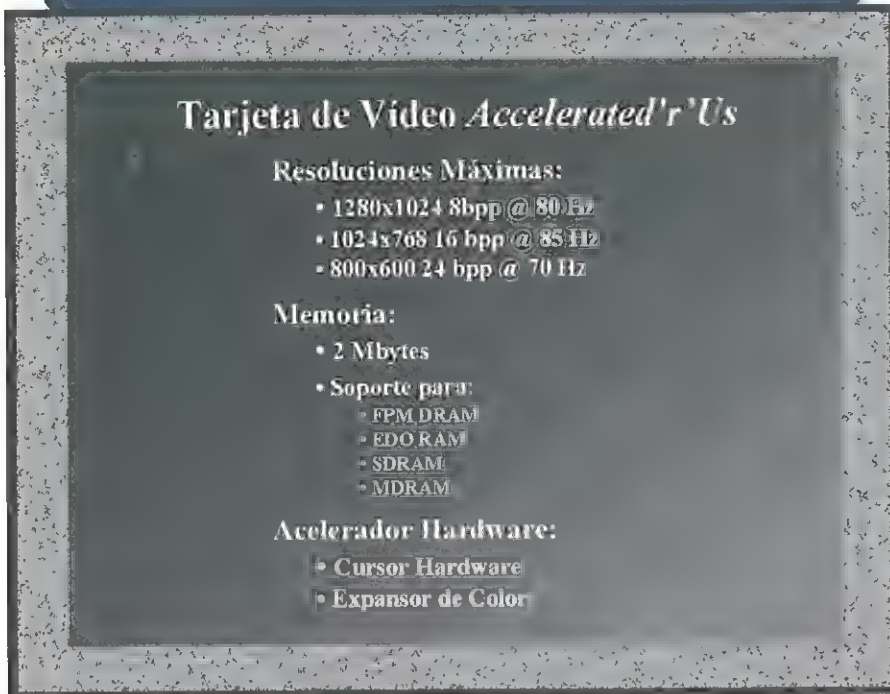 Tarjeta de Vídeo Accelerated'r'Us
Resoluciones Máximas:
• 1280x1024 8bpp @ 80 Hz
• 1024x768 16 bpp @ 85 Hz
• 800x600 24 bpp @ 70 Hz
Memoria:
• 2 Mbytes
• Soporte para:
• FPM DRAM
• EDO RAM
• SDRAM
• MDRAM
Acelerador Hardware:
• Cursor Hardware
• Expansor de Color